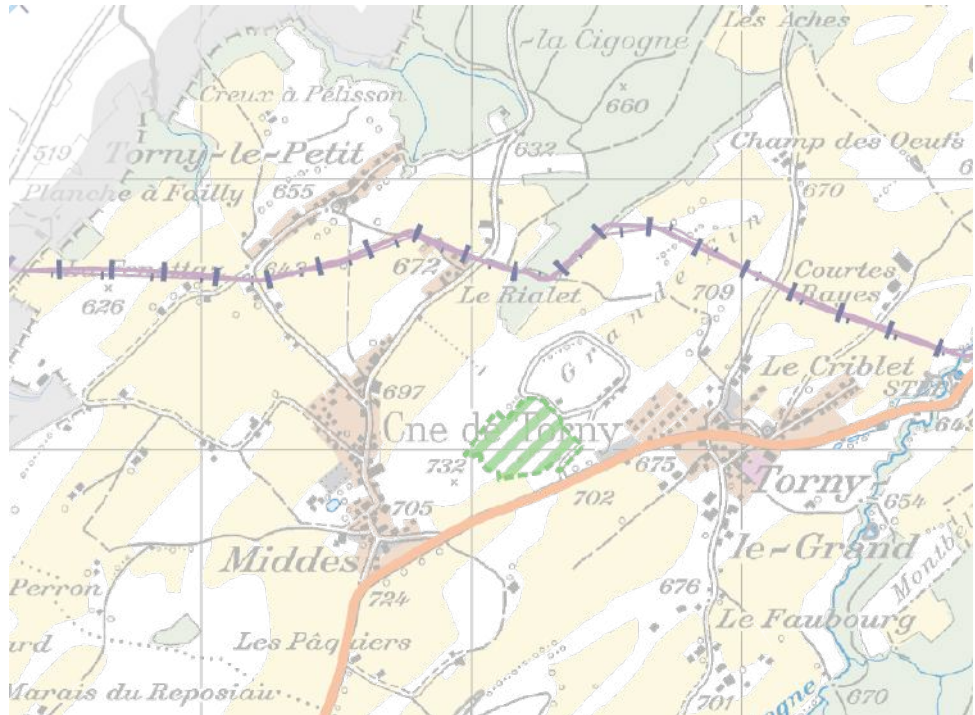 Les Aches
-la Cigogne
Creux à Pélisson
660
519
Torny-le-Petit
632
Champ des Oeufs
Planche à Failly
655
670
672
Grandezin
Courtes
Rayes
626
Le Rialet
709
697
Le Criblet
Cne de Torny
STEP
732
675
Torny-
705
702
654
Middes
le-Grand
Montbe
Perron
724
676
Le Faubourg
Les Pâquiers
Marais du Reposiau
701
670